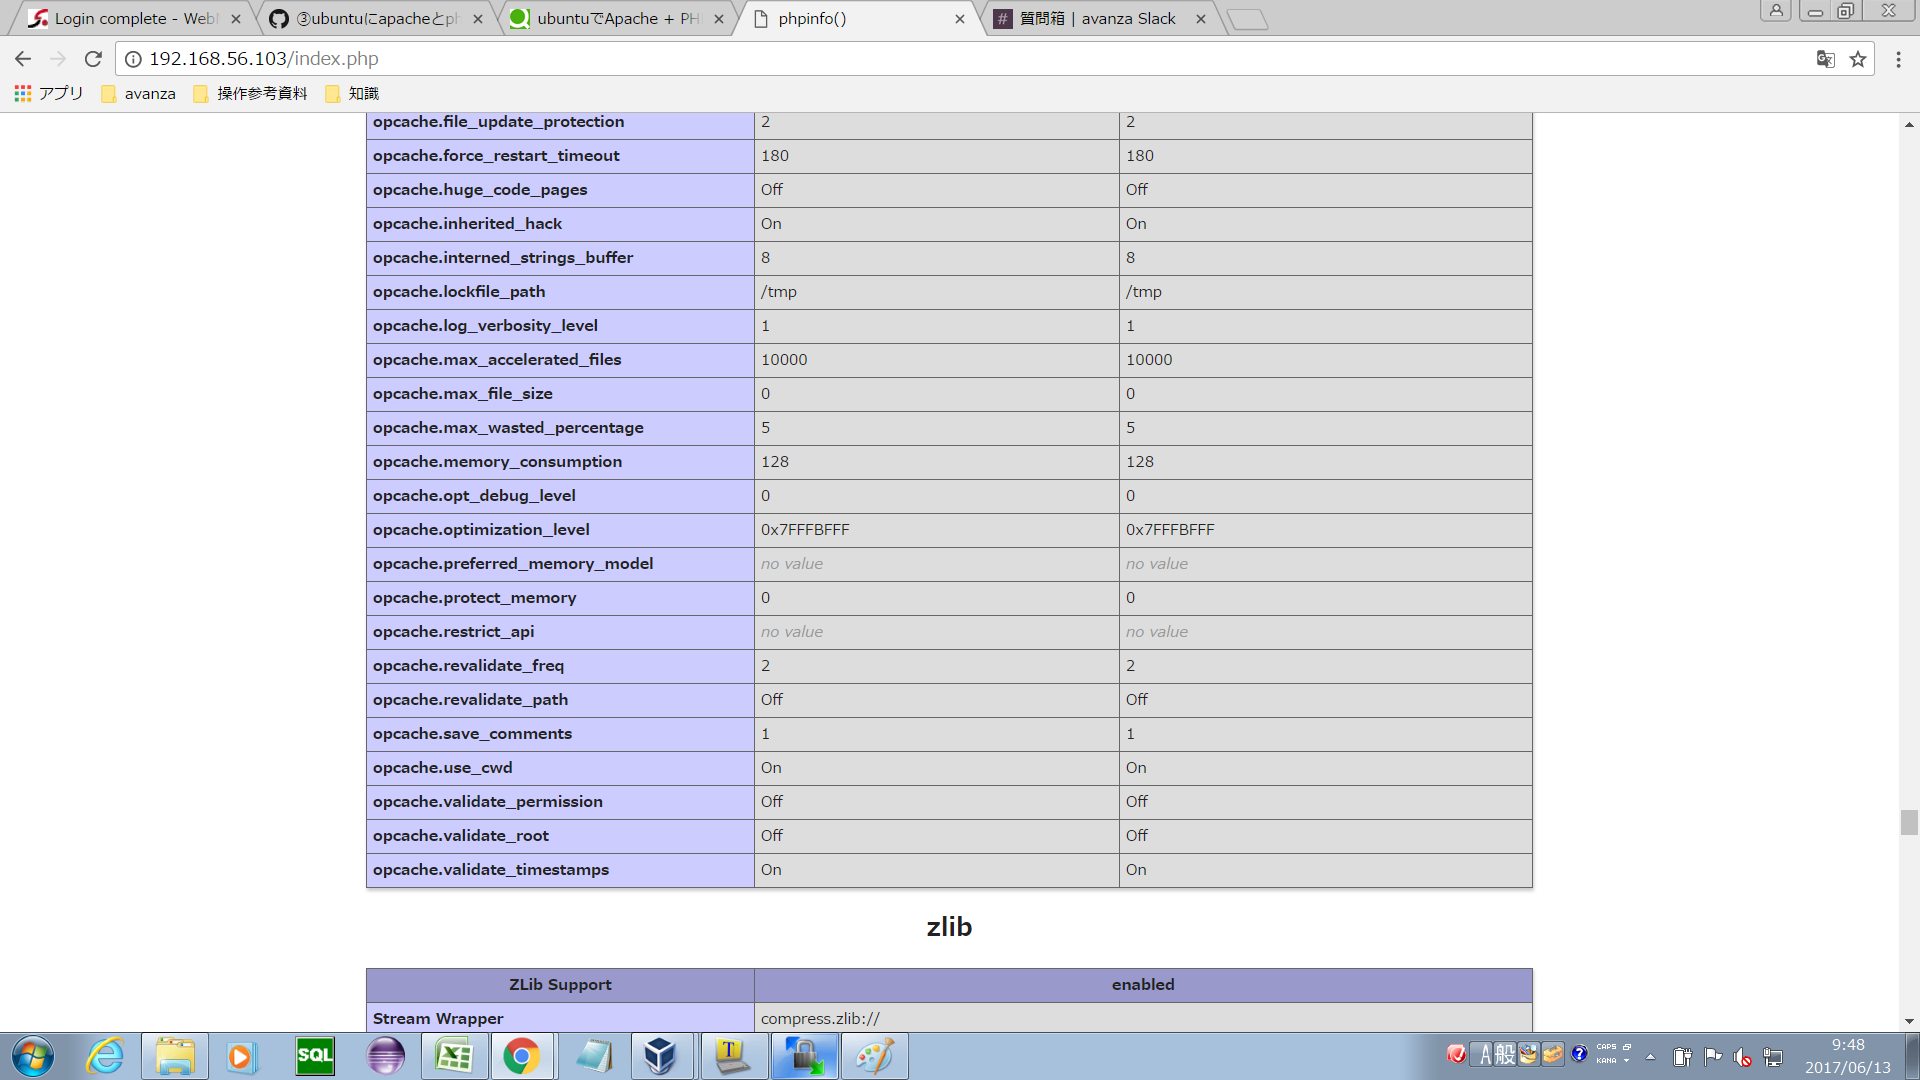 Login complete - Web
③ubuntuにapacheとph
ubuntuでApache + PH
phpinfo()
質問箱 | avanza Slack
192.168.56.103/index.php
アプリ avanza 操作参考資料 知識
opcache.file_update_protection 2 2
opcache.force_restart_timeout 180 180
opcache.huge_code_pages Off Off
opcache.inherited_hack On On
opcache.interned_strings_buffer 8 8
opcache.lockfile_path /tmp /tmp
opcache.log_verbosity_level 1 1
opcache.max_accelerated_files 10000 10000
opcache.max_file_size 0 0
opcache.max_wasted_percentage 5 5
opcache.memory_consumption 128 128
opcache.opt_debug_level 0 0
opcache.optimization_level 0x7FFFBFFF 0x7FFFBFFF
opcache.preferred_memory_model no value no value
opcache.protect_memory 0 0
opcache.restrict_api no value no value
opcache.revalidate_freq 2 2
opcache.revalidate_path Off Off
opcache.save_comments 1 1
opcache.use_cwd On On
opcache.validate_permission Off Off
opcache.validate_root Off Off
opcache.validate_timestamps On On
zlib
ZLib Support enabled
Stream Wrapper compress.zlib://
SQL
A 般
CAPS
KANA
9:48
2017/06/13